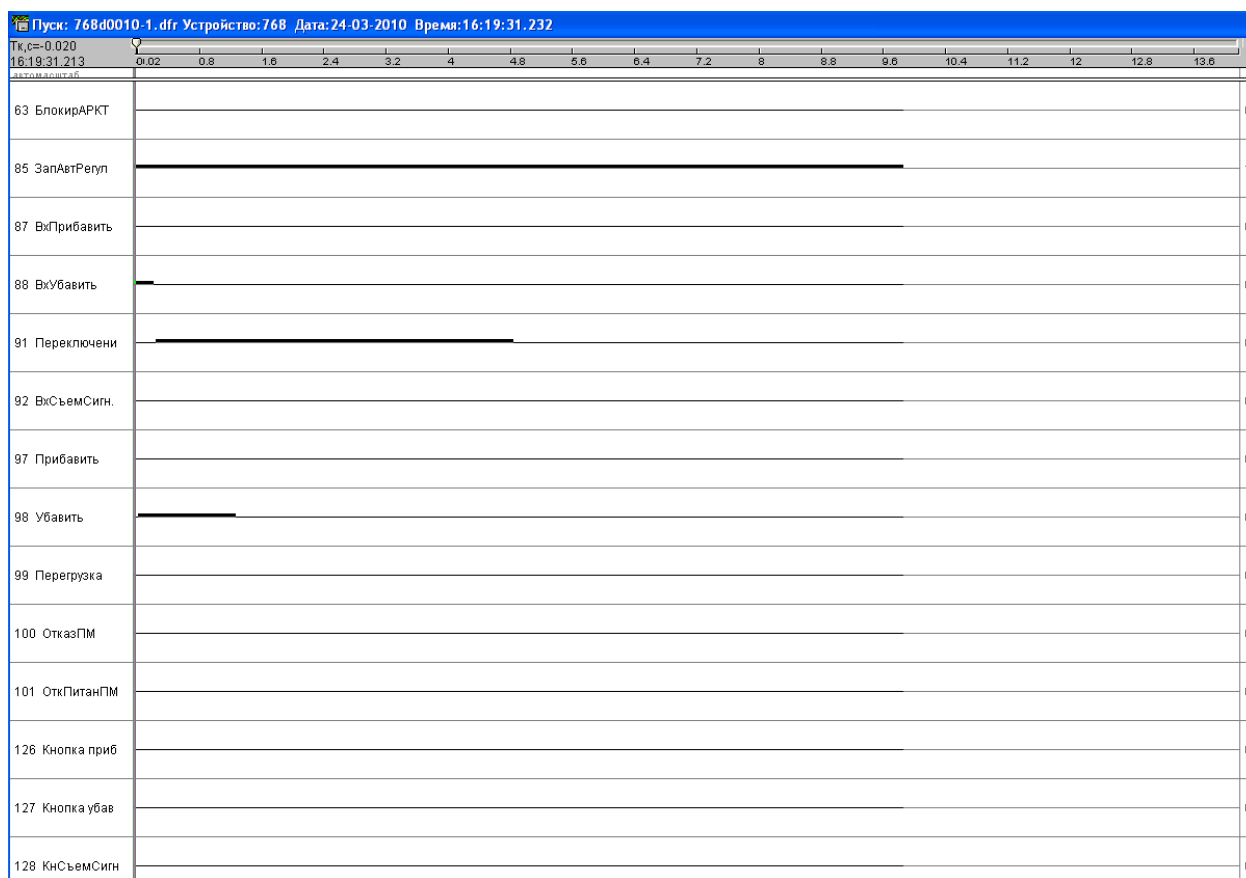 Пуск: 768d0010-1.dfr Устройство:768 Дата:24-03-2010 Время:16:19:31.232
Тк,с=-0.020
16:19:31.213
0.02 0.8 1.6 2.4 3.2 4 4.8 5.6 6.4 7.2 8 8.8 9.6 10.4 11.2 12 12.8 13.6
автомасштаб
63 БлокирАРКТ
85 ЗапАвтРегул
87 ВхПрибавить
88 ВхУбавить
91 Переключени
92 ВхСъемСигн.
97 Прибавить
98 Убавить
99 Перегрузка
100 ОтказПМ
101 ОткПитанПМ
126 Кнопка приб
127 Кнопка убав
128 КнСъемСигн